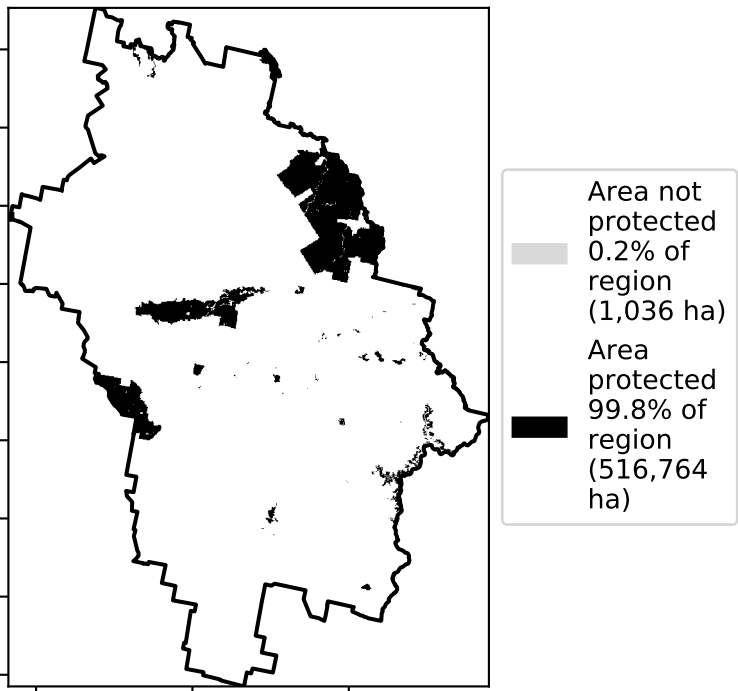 Area not
protected
0.2% of
region
(1,036 ha)
Area
protected
99.8% of
region
(516,764
ha)